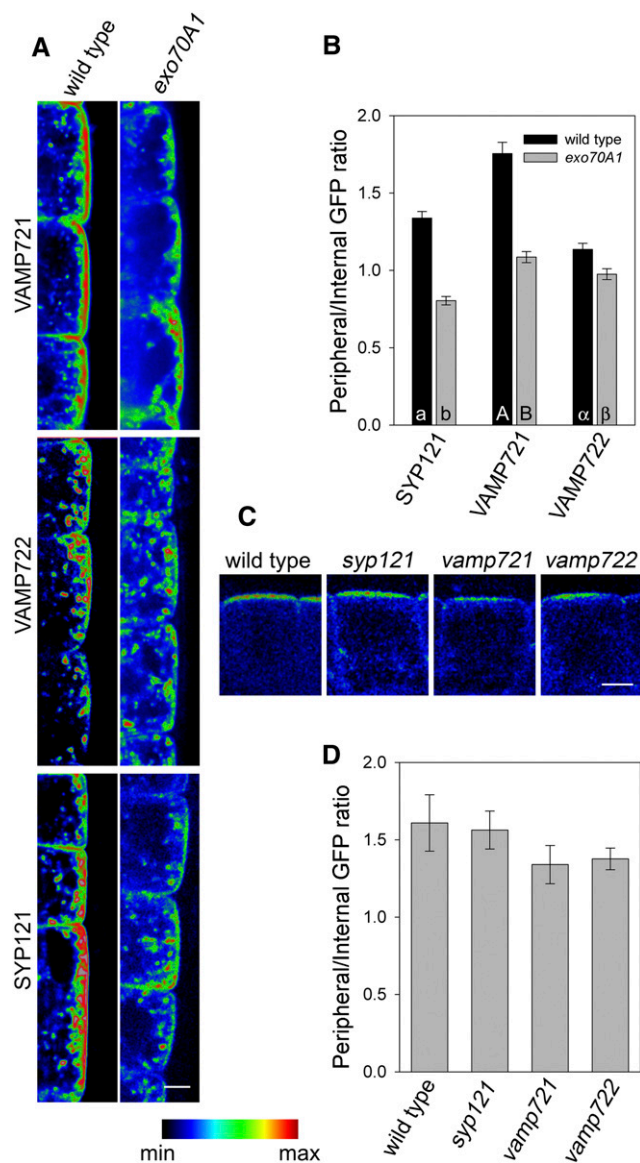 A
wild type
exo70A1
VAMP721
VAMP722
SYP121
min
max
B
Peripheral/Internal GFP ratio
2.0
1.5
1.0
0.5
0.0
wild type
exo70A1
a
b
A
B
α
β
SYP121
VAMP721
VAMP722
C
wild type
syp121
vamp721
vamp722
D
Peripheral/Internal GFP ratio
2.0
1.5
1.0
0.5
0.0
wild type
syp121
vamp721
vamp722